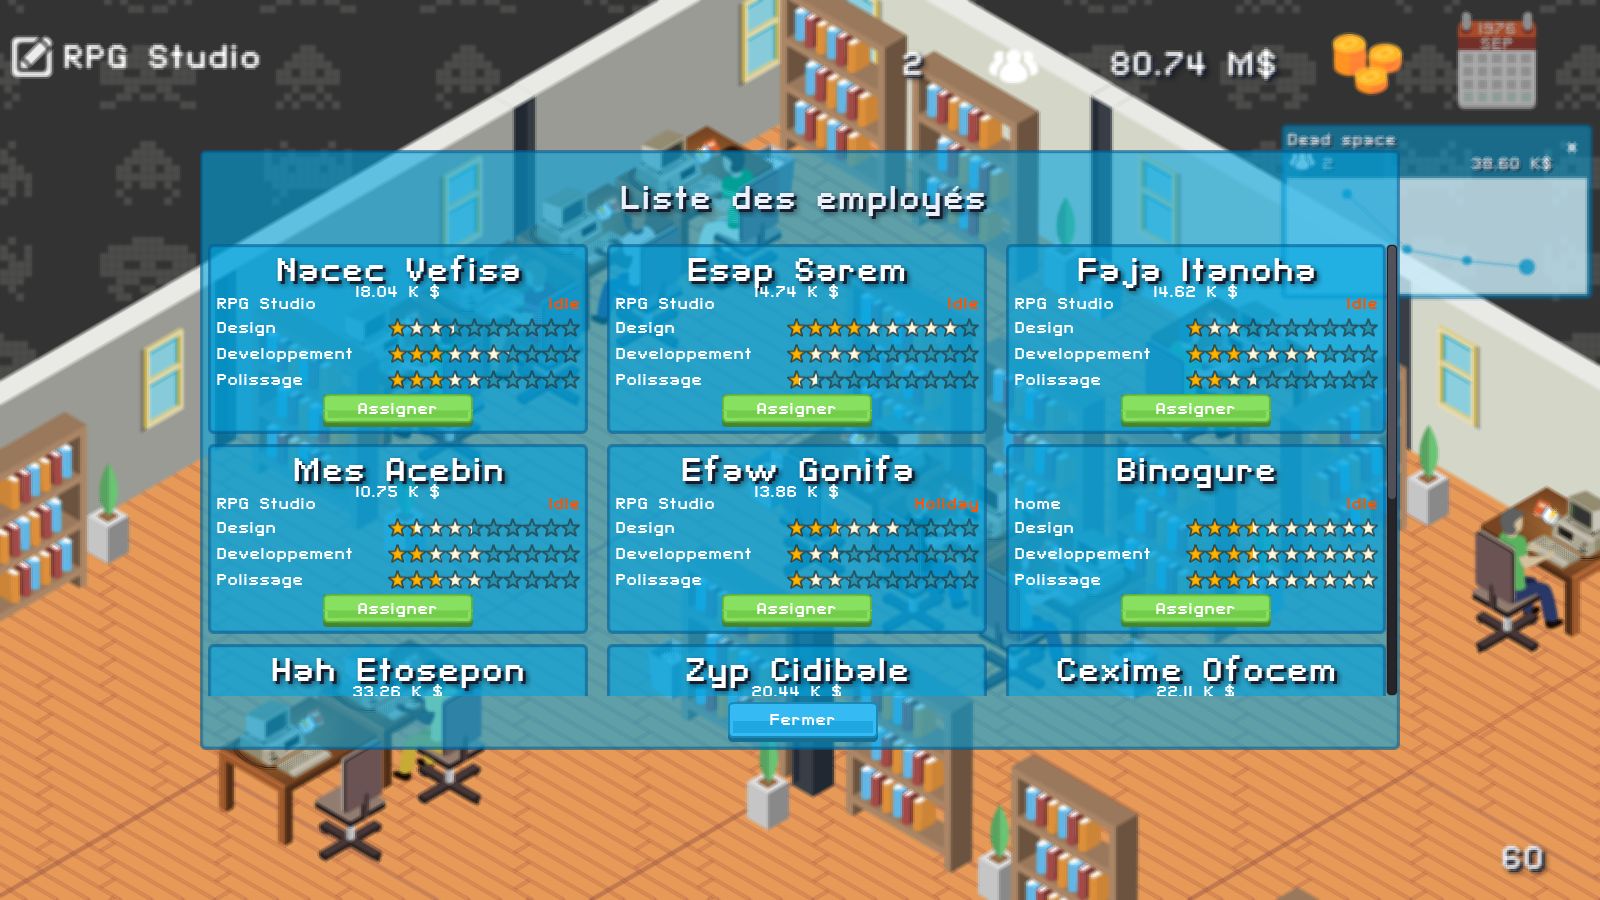 RPG Studio
2
80.74 M$
1976
SEP
Dead space
2
38.60 K$
Liste des employés
Nacec Vefisa
18.04 K $
RPG Studio
Idle
Design
Developpement
Polissage
Assigner
Esap Sarem
14.74 K $
RPG Studio
Idle
Design
Developpement
Polissage
Assigner
Faja Itanoha
14.62 K $
RPG Studio
Idle
Design
Developpement
Polissage
Assigner
Mes Acebin
10.75 K $
RPG Studio
Idle
Design
Developpement
Polissage
Assigner
Efaw Gonifa
13.86 K $
RPG Studio
Holiday
Design
Developpement
Polissage
Assigner
Binogure
home
Idle
Design
Developpement
Polissage
Assigner
Hah Etosepon
33.26 K $
Zyp Cidibale
20.44 K $
Cexime Ofocem
22.11 K $
Fermer
60